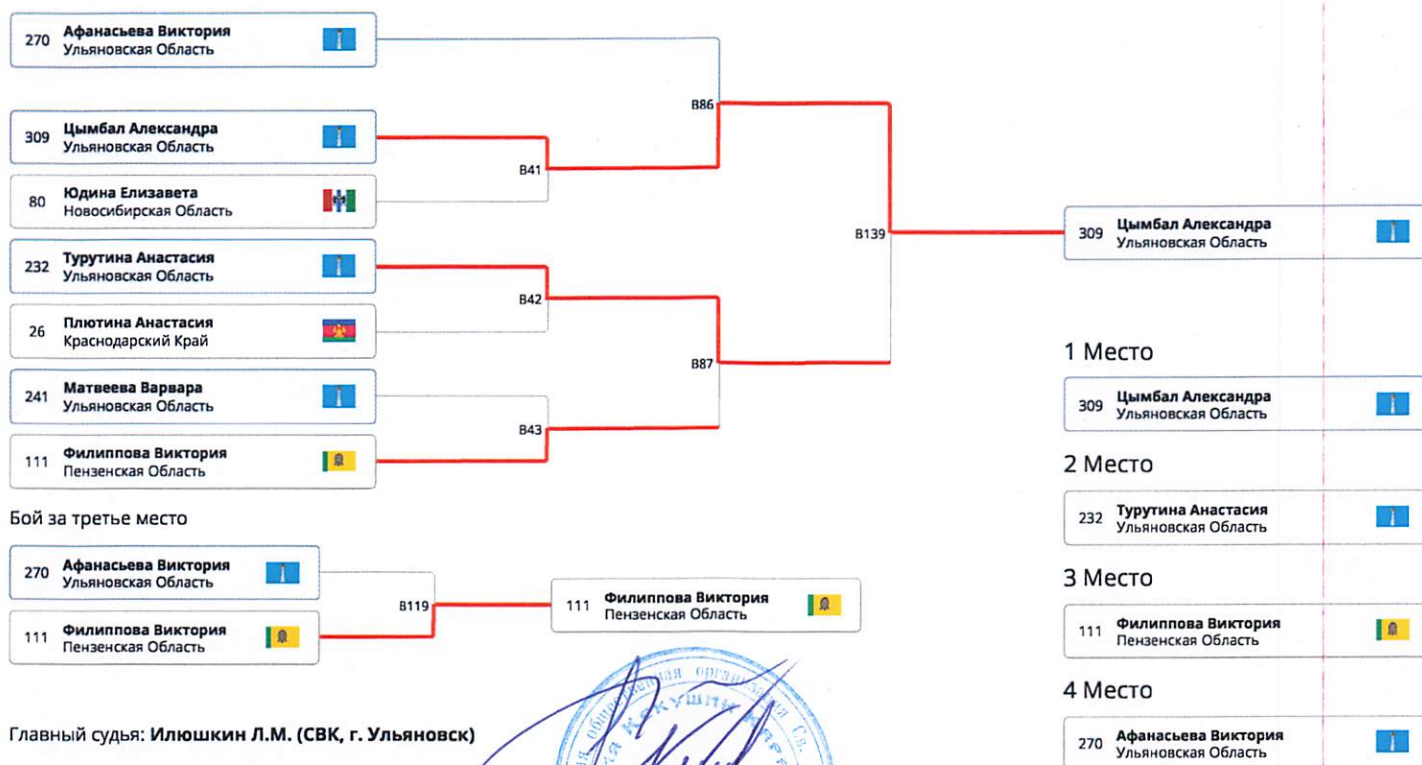 270 Афанасьева Виктория
Ульяновская Область
309 Цымбал Александра
Ульяновская Область
80 Юдина Елизавета
Новосибирская Область
232 Турутина Анастасия
Ульяновская Область
26 Плютина Анастасия
Краснодарский Край
241 Матвеева Варвара
Ульяновская Область
111 Филиппова Виктория
Пензенская Область
B41
B42
B43
B86
B87
B139
309 Цымбал Александра
Ульяновская Область
Бой за третье место
270 Афанасьева Виктория
Ульяновская Область
111 Филиппова Виктория
Пензенская Область
B119
111 Филиппова Виктория
Пензенская Область
1 Место
309 Цымбал Александра
Ульяновская Область
2 Место
232 Турутина Анастасия
Ульяновская Область
3 Место
111 Филиппова Виктория
Пензенская Область
4 Место
270 Афанасьева Виктория
Ульяновская Область
Главный судья: Илюшкин Л.М. (СВК, г. Ульяновск)